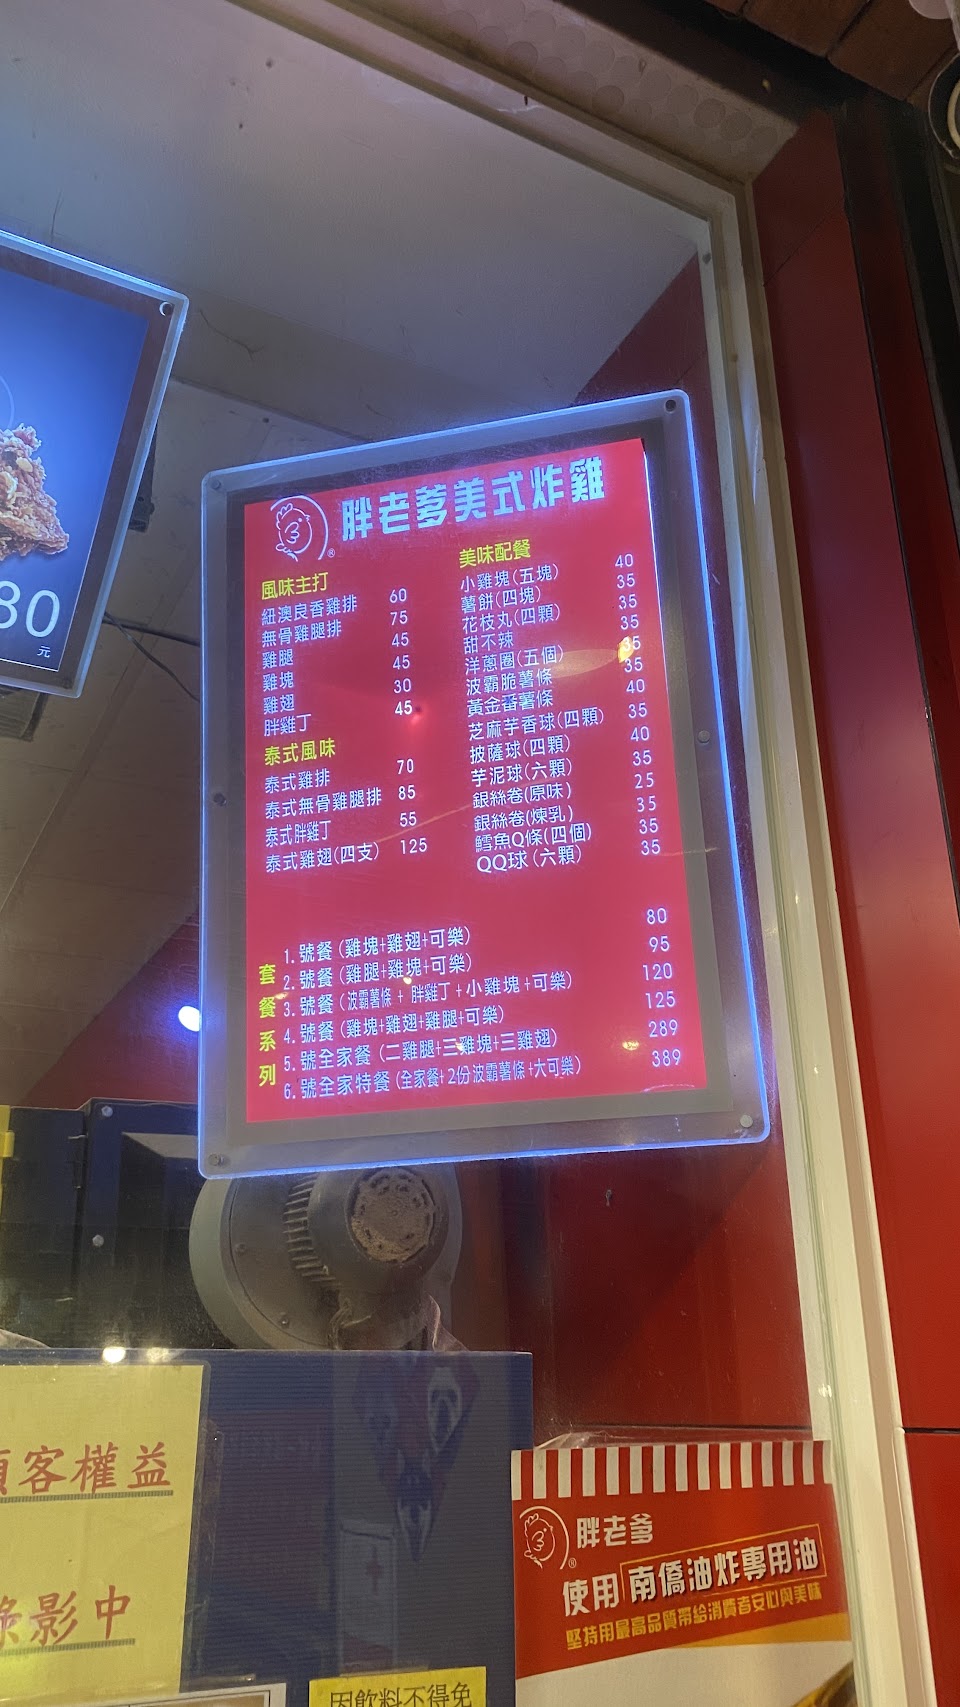 80
元
胖老爹美式炸雞
®
風味主打
紐澳良香雞排 60
無骨雞腿排 75
雞腿 45
雞塊 45
雞翅 30
胖雞丁 45
泰式風味
泰式雞排 70
泰式無骨雞腿排 85
泰式胖雞丁 55
泰式雞翅(四支) 125
美味配餐
小雞塊(五塊) 40
薯餅(四塊) 35
花枝丸(四顆) 35
甜不辣 35
洋蔥圈(五個) 35
波霸脆薯條 35
黃金番薯條 40
芝麻芋香球(四顆) 35
披薩球(四顆) 40
芋泥球(六顆) 35
銀絲卷(原味) 25
銀絲卷(煉乳) 35
鱈魚Q條(四個) 35
QQ球(六顆) 35
套餐系列
1.號餐(雞塊+雞翅+可樂) 80
2.號餐(雞腿+雞塊+可樂) 95
3.號餐(波霸薯條+胖雞丁+小雞塊+可樂) 120
4.號餐(雞塊+雞翅+雞腿+可樂) 125
5.號全家餐(二雞腿+三雞塊+三雞翅) 289
6.號全家特餐(全家餐+2份波霸薯條+大可樂) 389
客權益
影中
因飲料不得免
胖老爹
®
使用南僑油炸專用油
堅持用最高品質帶給消費者安心與美味